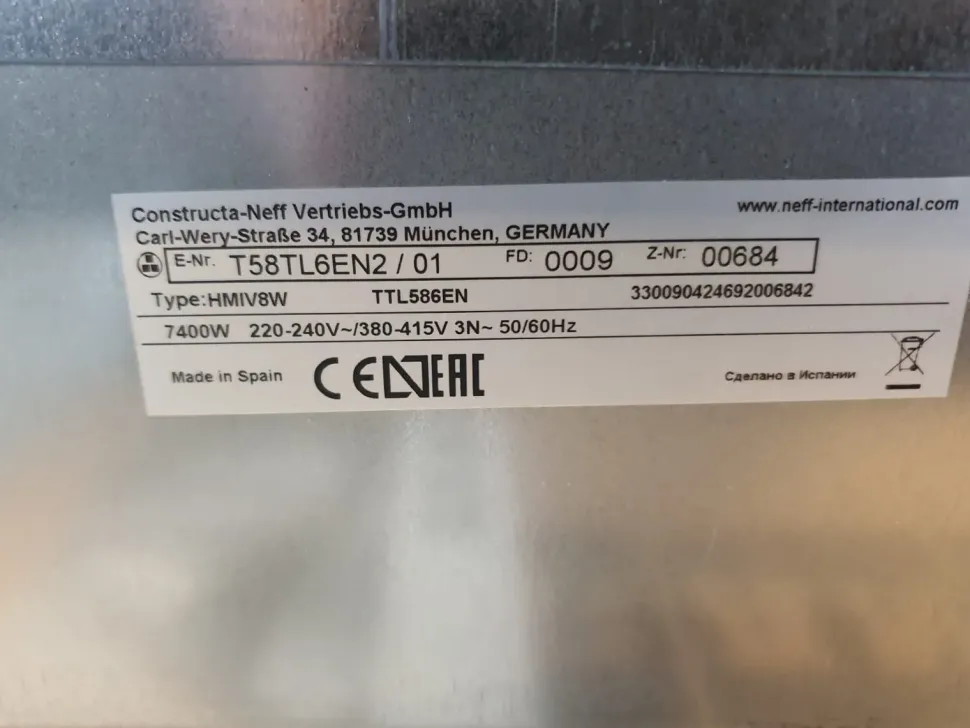 Constructa-Neff Vertriebs-GmbH www.neff-international.com
Carl-Wery-Straße 34, 81739 München, GERMANY
E-Nr. T58TL6EN2 / 01 FD: 0009 Z-Nr: 00684
Type:HMIV8W TTL586EN 330090424692006842
7400W 220-240V~/380-415V 3N~ 50/60Hz
Made in Spain CE EAC Сделано в Испании